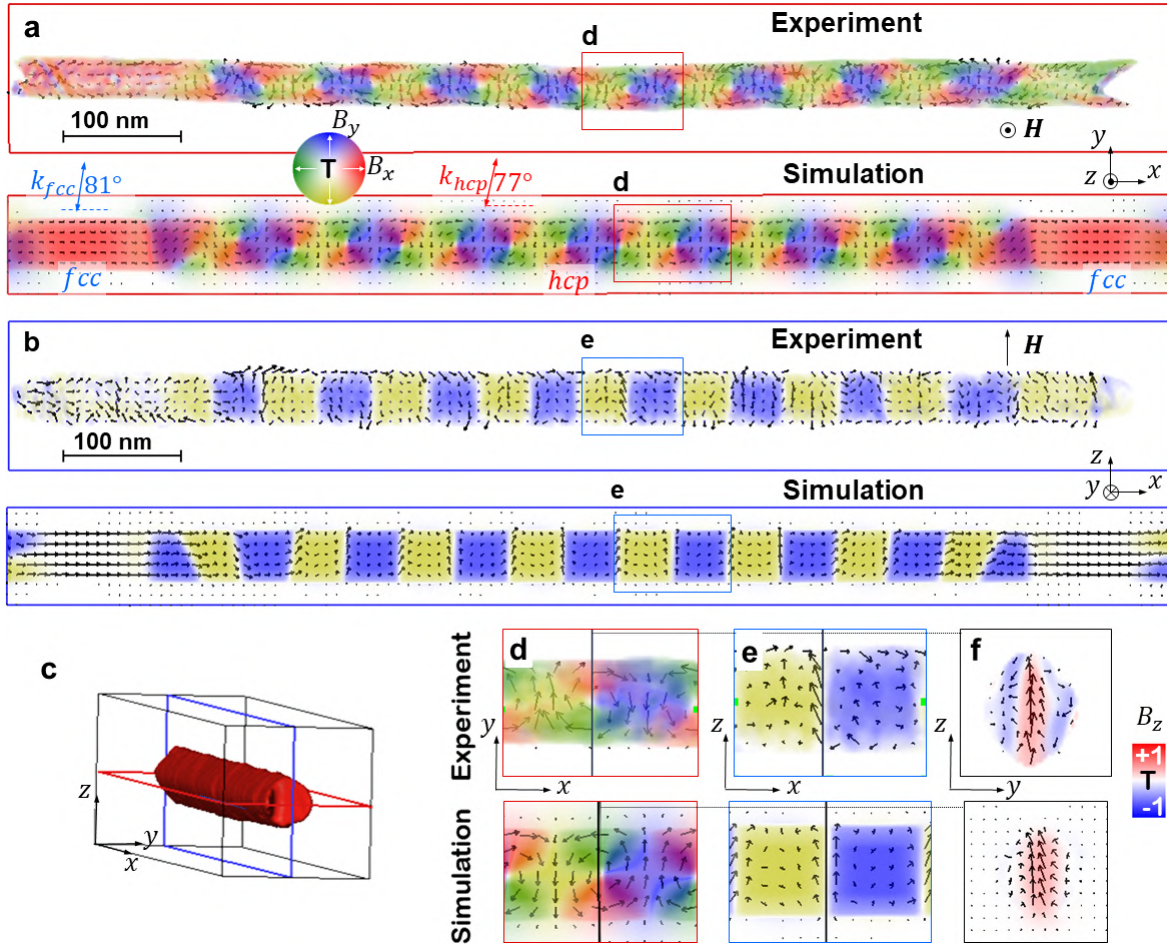 a
Experiment
d
100 nm
B_y
T
B_x
⊙ H
y
z
x
k_fcc 81°
k_hcp 77°
d
Simulation
fcc
hcp
fcc
b
Experiment
e
H
100 nm
z
y
x
e
Simulation
c
z
y
x
Experiment
d
e
f
y
x
z
x
z
y
B_z
+1
T
-1
Simulation